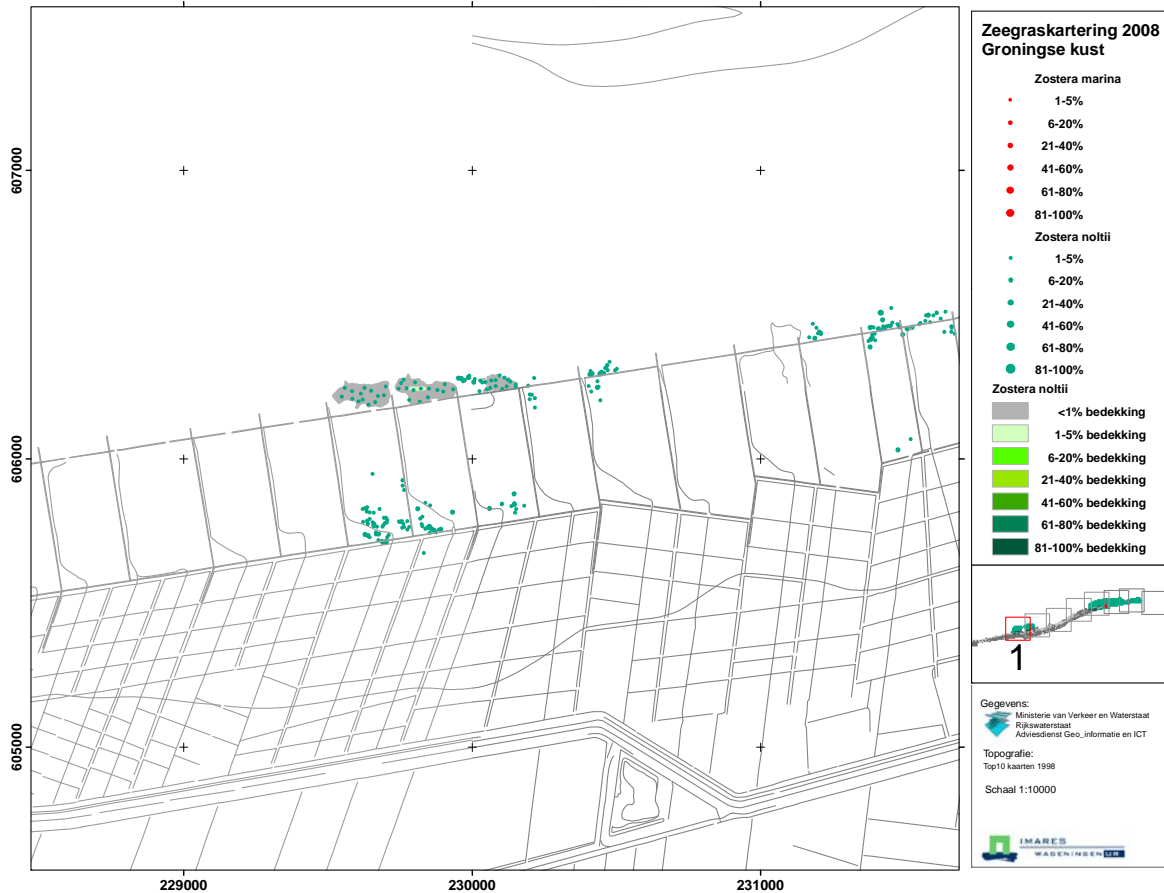 Zeegraskartering 2008
Groningse kust
Zostera marina
1-5%
6-20%
21-40%
41-60%
61-80%
81-100%
Zostera noltii
1-5%
6-20%
21-40%
41-60%
61-80%
81-100%
Zostera noltii
<1% bedekking
1-5% bedekking
6-20% bedekking
21-40% bedekking
41-60% bedekking
61-80% bedekking
81-100% bedekking
1
Gegevens:
Ministerie van Verkeer en Waterstaat
Rijkswaterstaat
Adviesdienst Geo_informatie en ICT
Topografie:
Top10 kaarten 1998
Schaal 1:10000
IMARES
WAGENINGEN UR
607000
606000
605000
229000
230000
231000